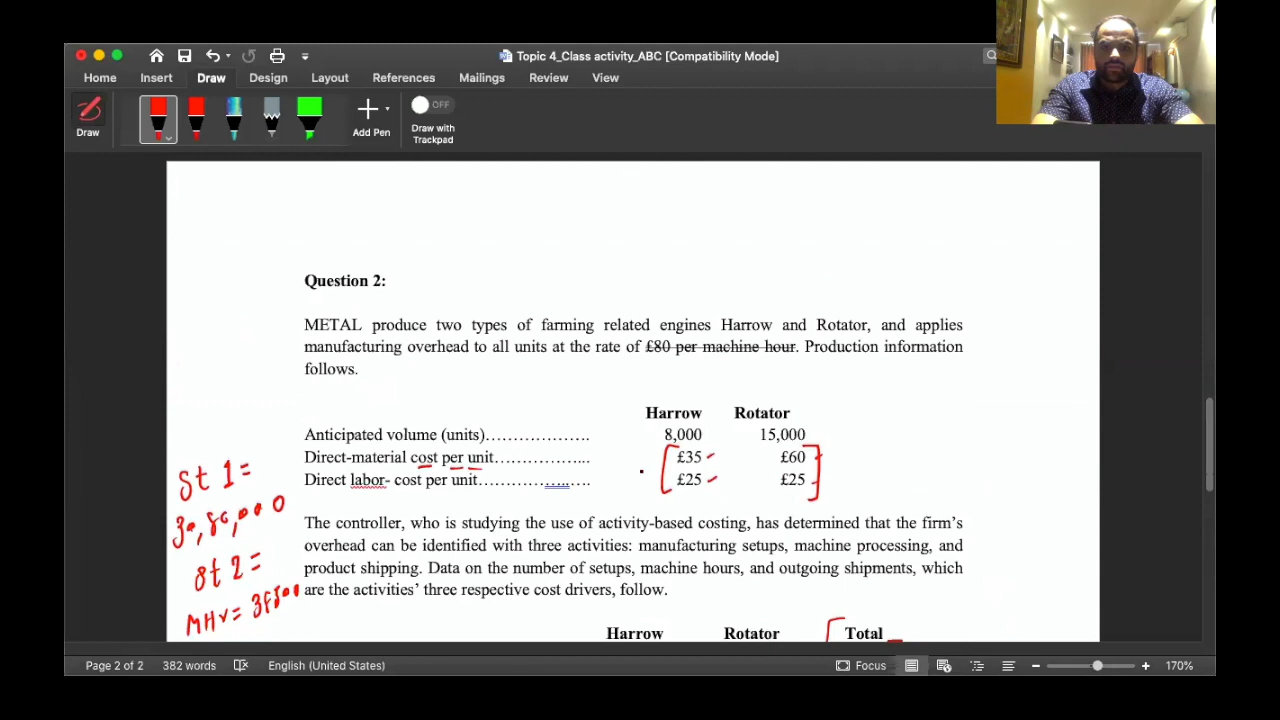 Topic 4_Class activity_ABC [Compatibility Mode]
Home Insert Draw Design Layout References Mailings Review View
Draw
Add Pen
OFF
Draw with
Trackpad
Question 2:
METAL produce two types of farming related engines Harrow and Rotator, and applies
manufacturing overhead to all units at the rate of £80 per machine hour. Production information
follows.
Harrow Rotator
Anticipated volume (units)………………. 8,000 15,000
Direct-material cost per unit……………... £35 £60
Direct labor- cost per unit…………………. £25 £25
The controller, who is studying the use of activity-based costing, has determined that the firm's
overhead can be identified with three activities: manufacturing setups, machine processing, and
product shipping. Data on the number of setups, machine hours, and outgoing shipments, which
are the activities' three respective cost drivers, follow.
Harrow Rotator Total
St 1=
30,80,000
St 2=
MHr=
Page 2 of 2 382 words English (United States) Focus 170%